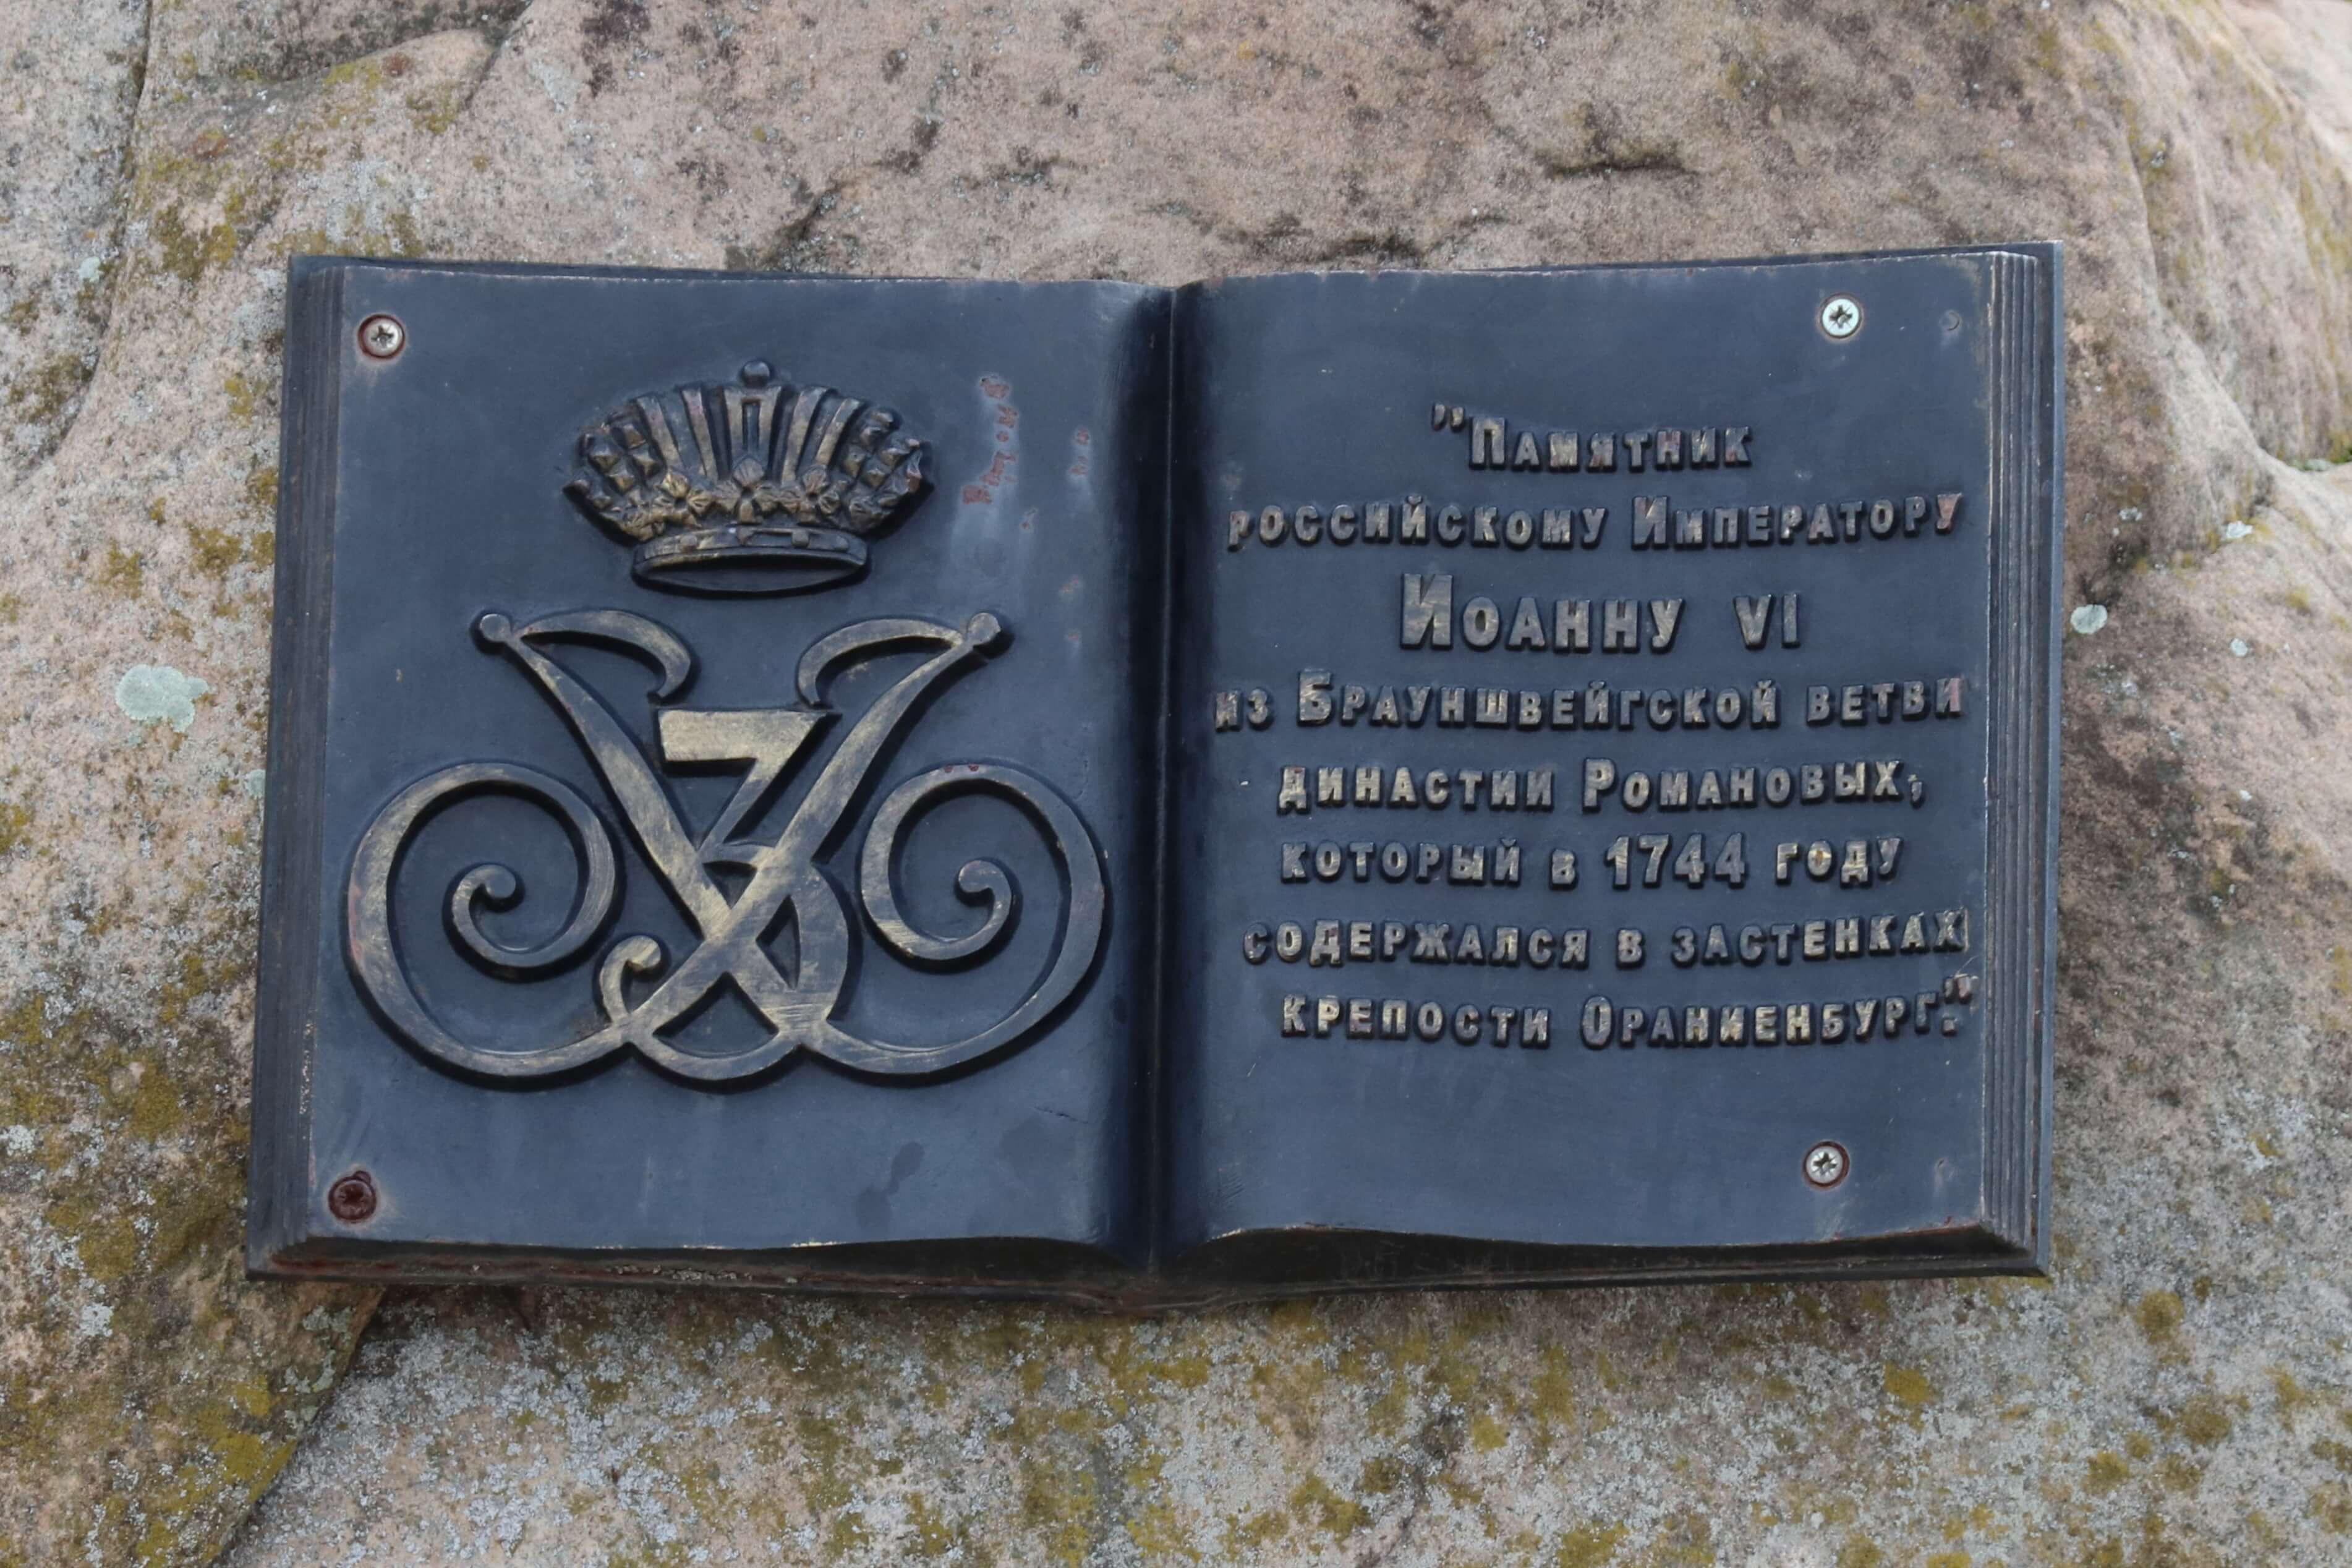 "Памятник
российскому Императору
Иоанну VI
из Брауншвейгской ветви
династии Романовых,
который в 1744 году
содержался в застенках
крепости Ораниенбург."